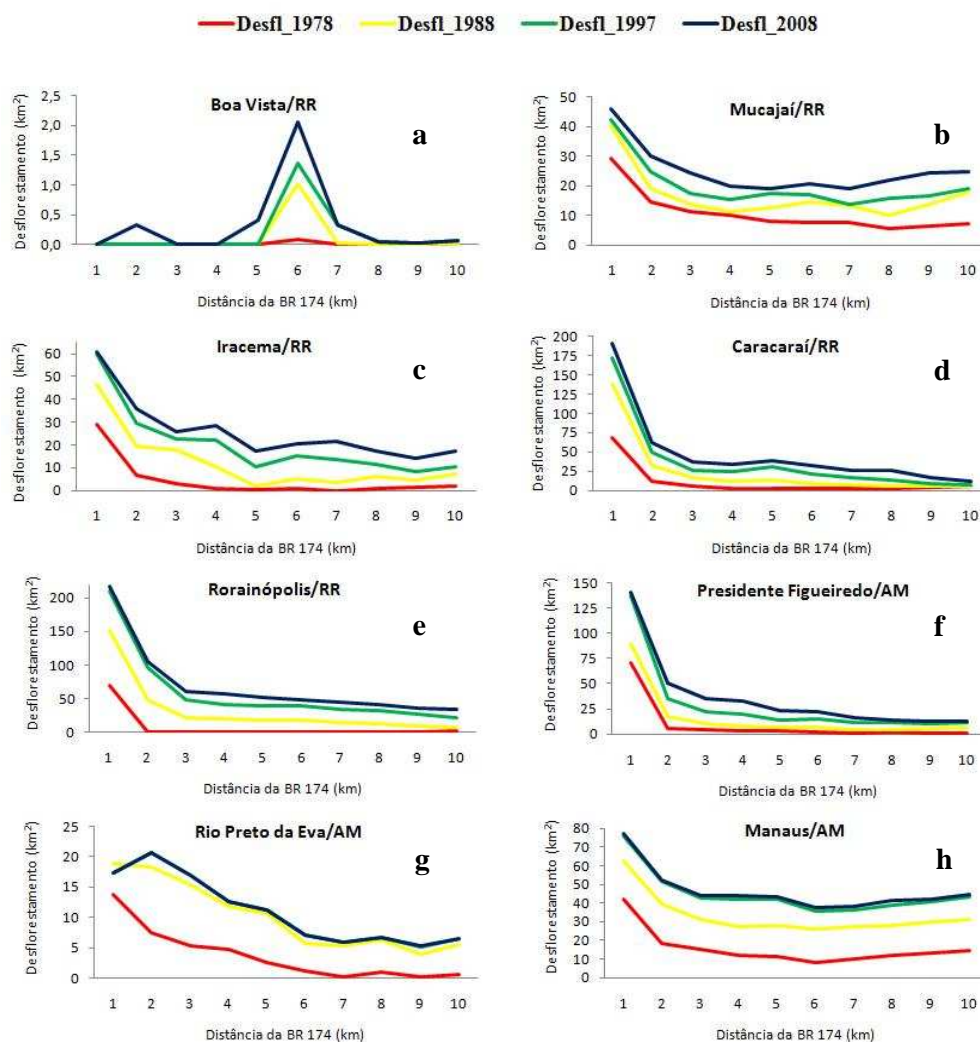 Desfl_1978 Desfl_1988 Desfl_1997 Desfl_2008
Boa Vista/RR
a
Desflorestamento (km²)
2,5
2,0
1,5
1,0
0,5
0,0
1 2 3 4 5 6 7 8 9 10
Distância da BR 174 (km)
Mucajaí/RR
b
Desflorestamento (km²)
50
40
30
20
10
0
1 2 3 4 5 6 7 8 9 10
Distância da BR 174 (km)
Iracema/RR
c
Desflorestamento (km²)
60
50
40
30
20
10
0
1 2 3 4 5 6 7 8 9 10
Distância da BR 174 (km)
Caracaraí/RR
d
Desflorestamento (km²)
200
175
150
125
100
75
50
25
0
1 2 3 4 5 6 7 8 9 10
Distância da BR 174 (km)
Rorainópolis/RR
e
Desflorestamento (km²)
200
150
100
50
0
1 2 3 4 5 6 7 8 9 10
Distância da BR 174 (km)
Presidente Figueiredo/AM
f
Desflorestamento (km²)
150
125
100
75
50
25
0
1 2 3 4 5 6 7 8 9 10
Distância da BR 174 (km)
Rio Preto da Eva/AM
g
Desflorestamento (km²)
25
20
15
10
5
0
1 2 3 4 5 6 7 8 9 10
Distância da BR 174 (km)
Manaus/AM
h
Desflorestamento (km²)
80
70
60
50
40
30
20
10
0
1 2 3 4 5 6 7 8 9 10
Distância da BR 174 (km)